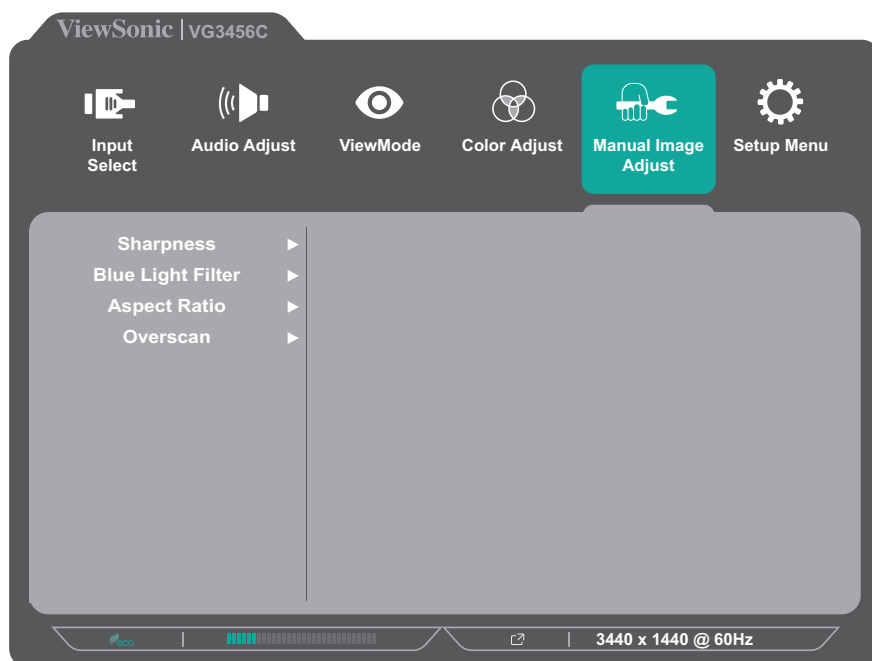 ViewSonic | VG3456C
Input
Select
Audio Adjust
ViewMode
Color Adjust
Manual Image
Adjust
Setup Menu
Sharpness
Blue Light Filter
Aspect Ratio
Overscan
eco
3440 x 1440 @ 60Hz